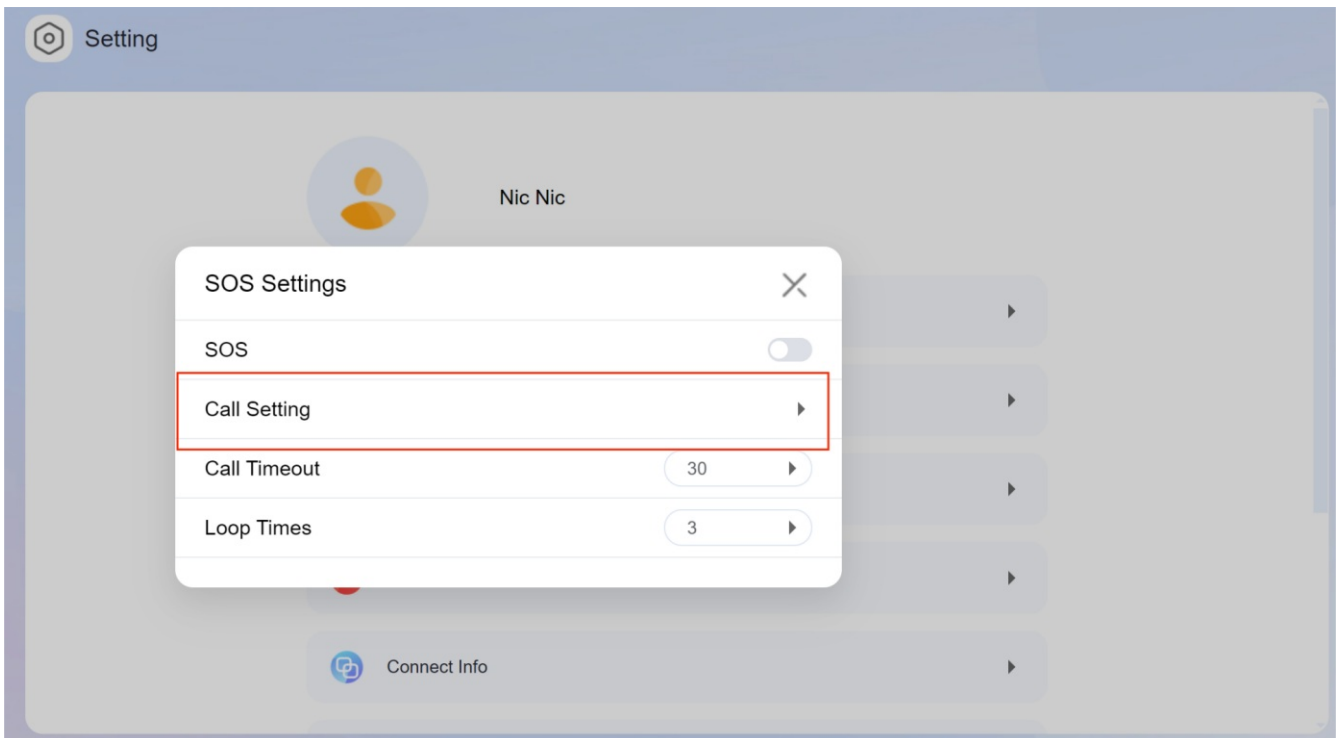 Setting
Nic Nic
SOS Settings
SOS
Call Setting
Call Timeout 30
Loop Times 3
Connect Info